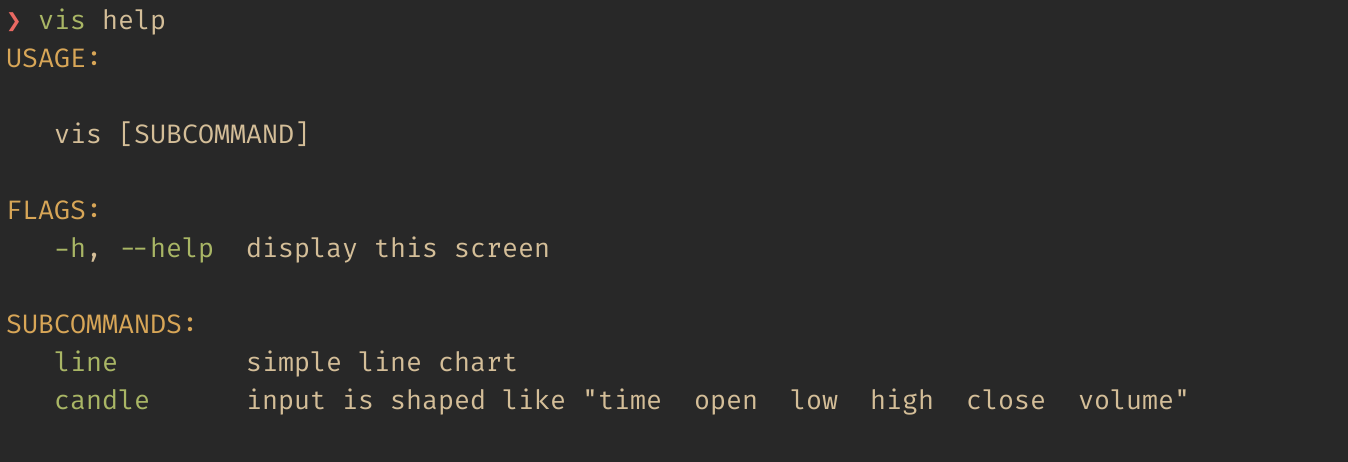 ❯ vis help
USAGE:
vis [SUBCOMMAND]
FLAGS:
-h, --help  display this screen
SUBCOMMANDS:
line        simple line chart
candle      input is shaped like "time  open  low  high  close  volume"